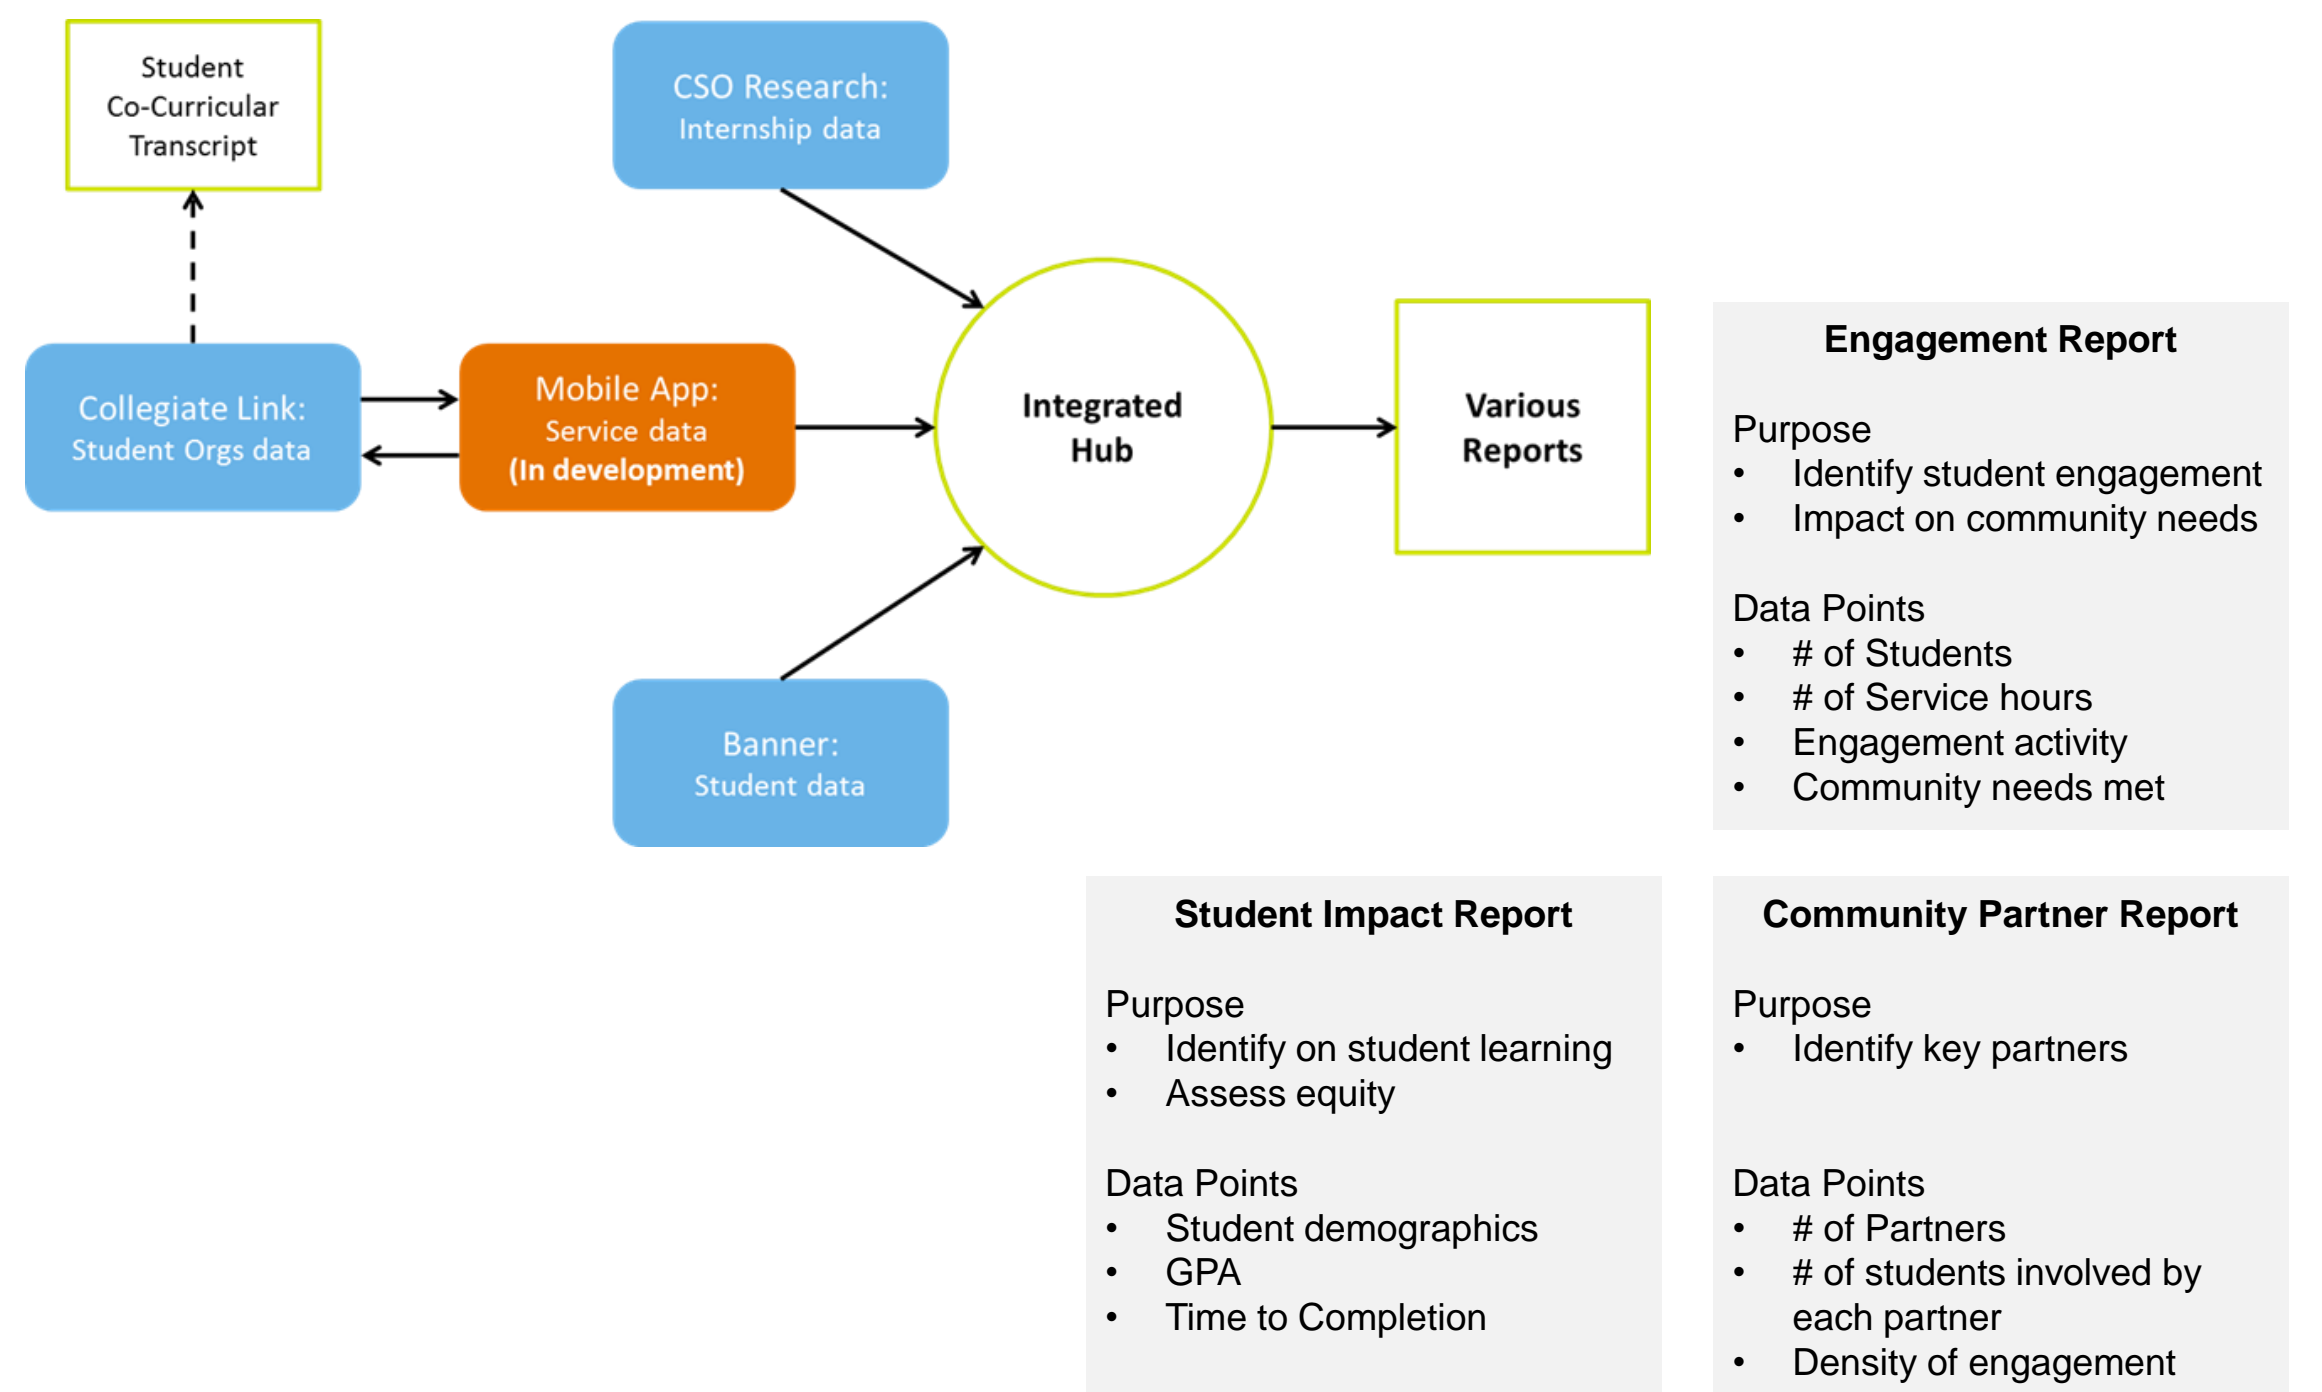 Student
Co-Curricular
Transcript
CSO Research:
Internship data
Collegiate Link:
Student Orgs data
Mobile App:
Service data
(In development)
Integrated
Hub
Various
Reports
Banner:
Student data
Engagement Report
Purpose
• Identify student engagement
• Impact on community needs
Data Points
• # of Students
• # of Service hours
• Engagement activity
• Community needs met
Student Impact Report
Purpose
• Identify on student learning
• Assess equity
Data Points
• Student demographics
• GPA
• Time to Completion
Community Partner Report
Purpose
• Identify key partners
Data Points
• # of Partners
• # of students involved by
each partner
• Density of engagement